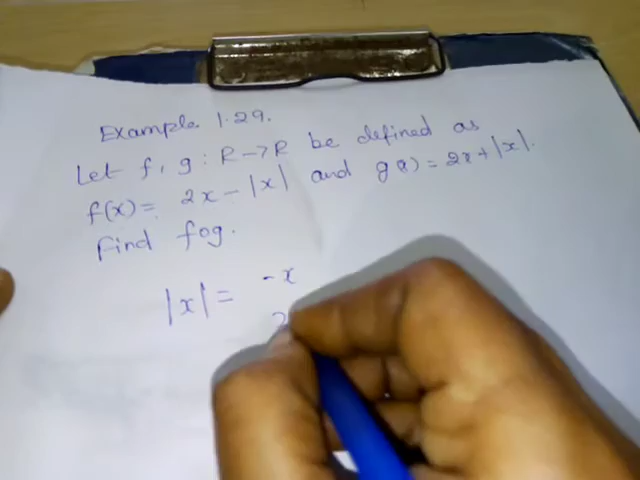 Example 1.29.
Let f, g : R → R be defined as
f(x) = 2x - |x| and g(x) = 2x + |x|.
Find fog.
|x| = -x